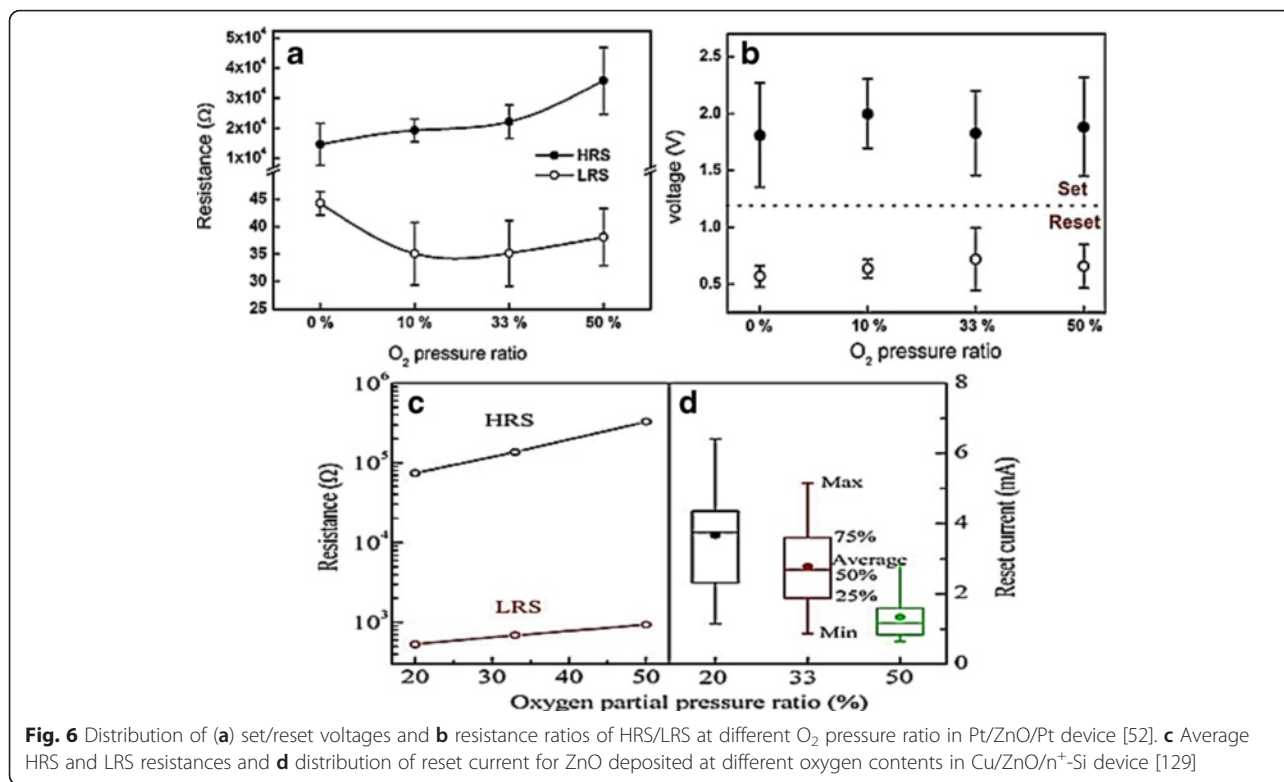 a
5x10⁴
4x10⁴
3x10⁴
2x10⁴
1x10⁴
45
40
35
30
25
Resistance (Ω)
HRS
LRS
0 %
10 %
33 %
50 %
O₂ pressure ratio
b
2.5
2.0
1.5
1.0
0.5
voltage (V)
Set
Reset
0 %
10 %
33 %
50 %
O₂ pressure ratio
c
10⁶
10⁵
10⁴
10³
Resistance (Ω)
HRS
LRS
20
30
40
50
d
8
6
4
2
0
Reset current (mA)
Max
75%
Average
50%
25%
Min
20
33
50
Oxygen partial pressure ratio (%)
Fig. 6 Distribution of (a) set/reset voltages and b resistance ratios of HRS/LRS at different O₂ pressure ratio in Pt/ZnO/Pt device [52]. c Average
HRS and LRS resistances and d distribution of reset current for ZnO deposited at different oxygen contents in Cu/ZnO/n⁺-Si device [129]